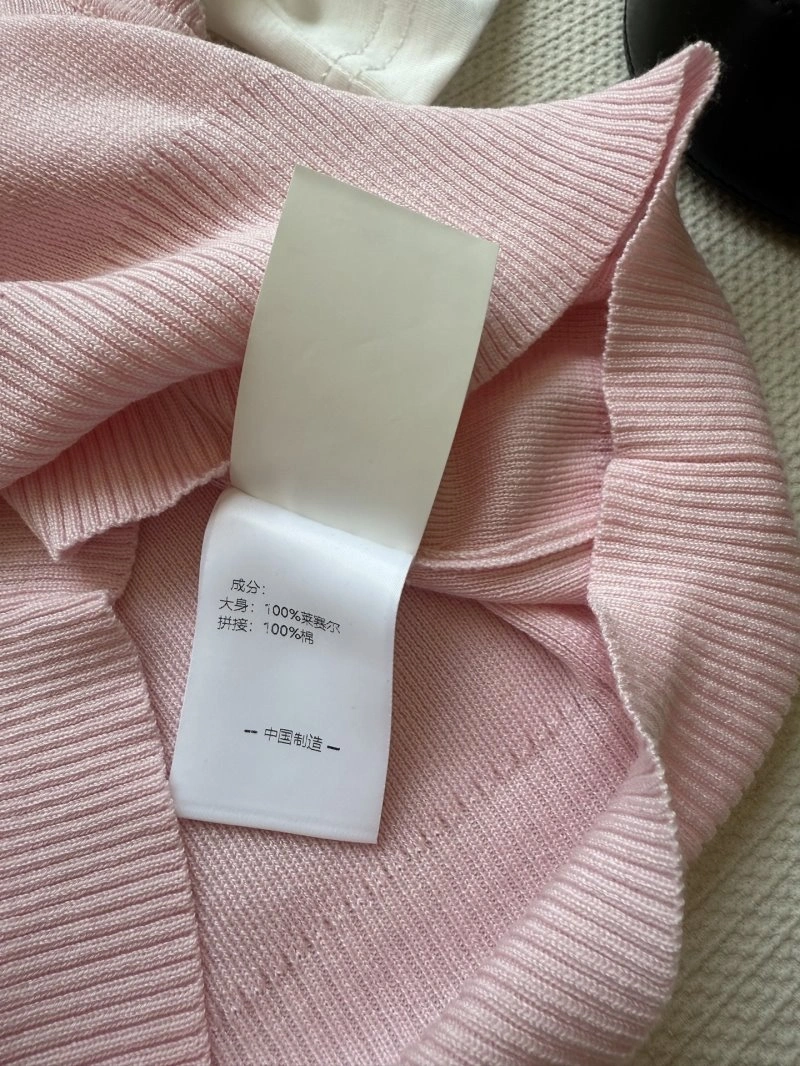 成分：
大身：100%莱赛尔
拼接：100%棉
-- 中国制造 --